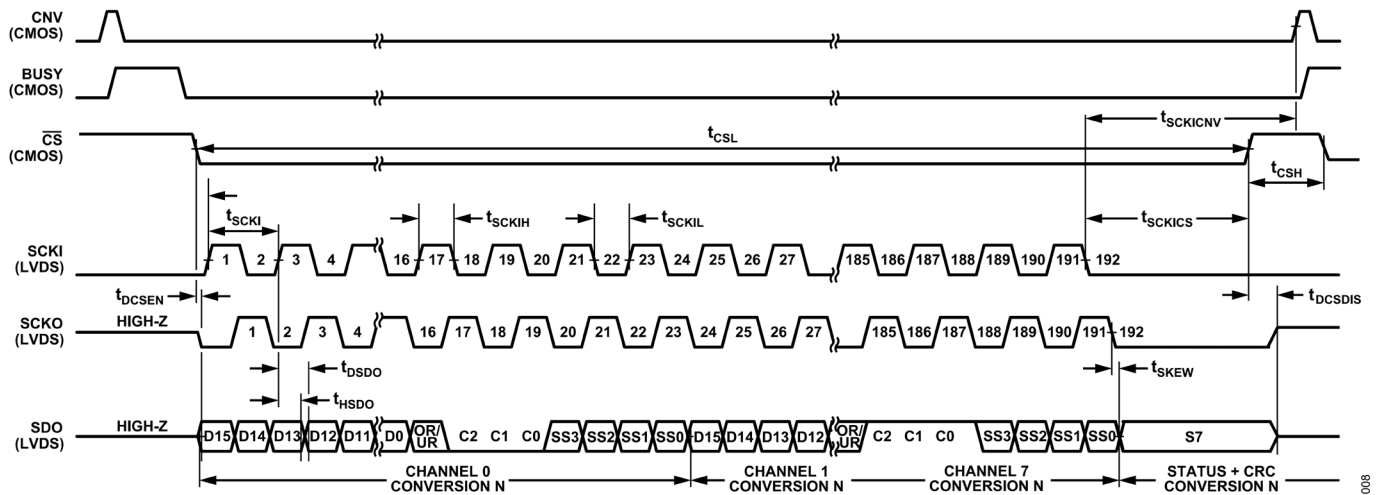 CNV
(CMOS)
BUSY
(CMOS)
CS
(CMOS)
tSCKICNV
tCSL
tCSH
tSCKI
tSCKIH
tSCKIL
tSCKICS
SCKI
(LVDS)
1 2 3 4 16 17 18 19 20 21 22 23 24 25 26 27 185 186 187 188 189 190 191 192
tDCSEN
tDCSDIS
SCKO
(LVDS)
HIGH-Z
1 2 3 4 16 17 18 19 20 21 22 23 24 25 26 27 185 186 187 188 189 190 191 192
tDSDO
tSKEW
tHSDO
SDO
(LVDS)
HIGH-Z
D15 D14 D13 D12 D11 D0 OR/UR C2 C1 C0 SS3 SS2 SS1 SS0 D15 D14 D13 D12 OR/UR C2 C1 C0 SS3 SS2 SS1 SS0 S7
CHANNEL 0
CONVERSION N
CHANNEL 1
CONVERSION N
CHANNEL 7
CONVERSION N
STATUS + CRC
CONVERSION N
008